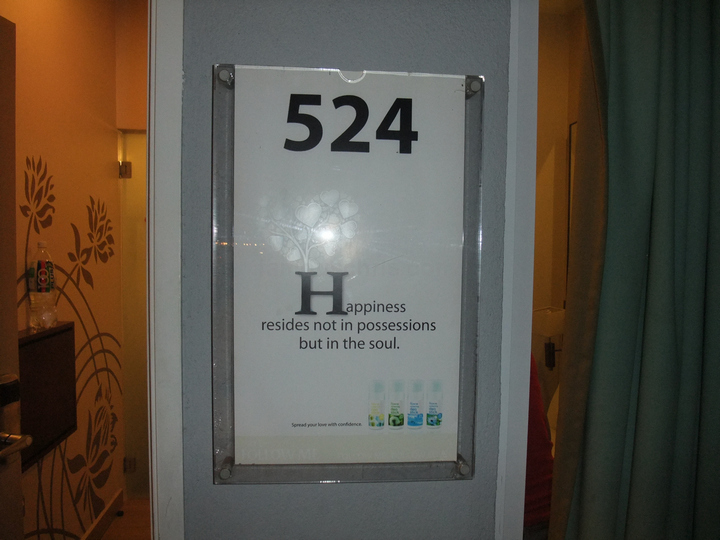 524
Happiness
resides not in possessions
but in the soul.
Spread your love with confidence.